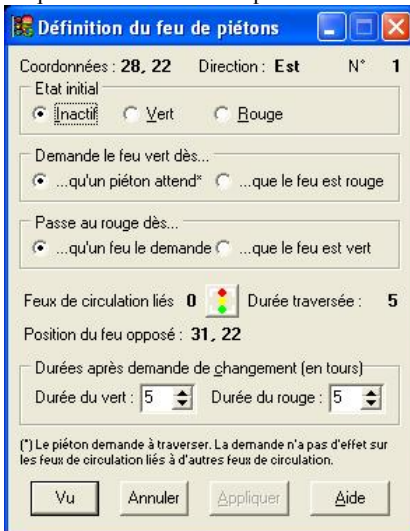 Définition du feu de piétons
Coordonnées : 28, 22 Direction : Est N° 1
Etat initial
Inactif Vert Rouge
Demande le feu vert dès...
...qu'un piéton attend* ...que le feu est rouge
Passe au rouge dès...
...qu'un feu le demande ...que le feu est vert
Feux de circulation liés 0 Durée traversée : 5
Position du feu opposé : 31, 22
Durées après demande de changement (en tours)
Durée du vert : 5 Durée du rouge : 5
(*) Le piéton demande à traverser. La demande n'a pas d'effet sur
les feux de circulation liés à d'autres feux de circulation.
Vu Annuler Appliquer Aide